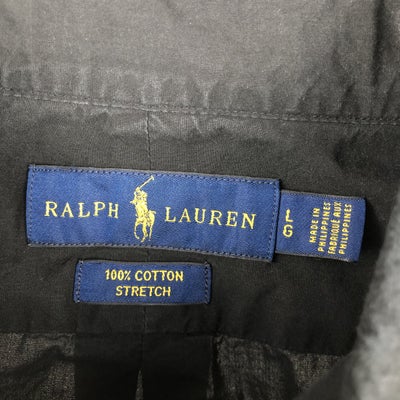 RALPH LAUREN
L
G
MADE IN
PHILIPPINES
FABRIQUÉ AUX
PHILIPPINES
100% COTTON
STRETCH